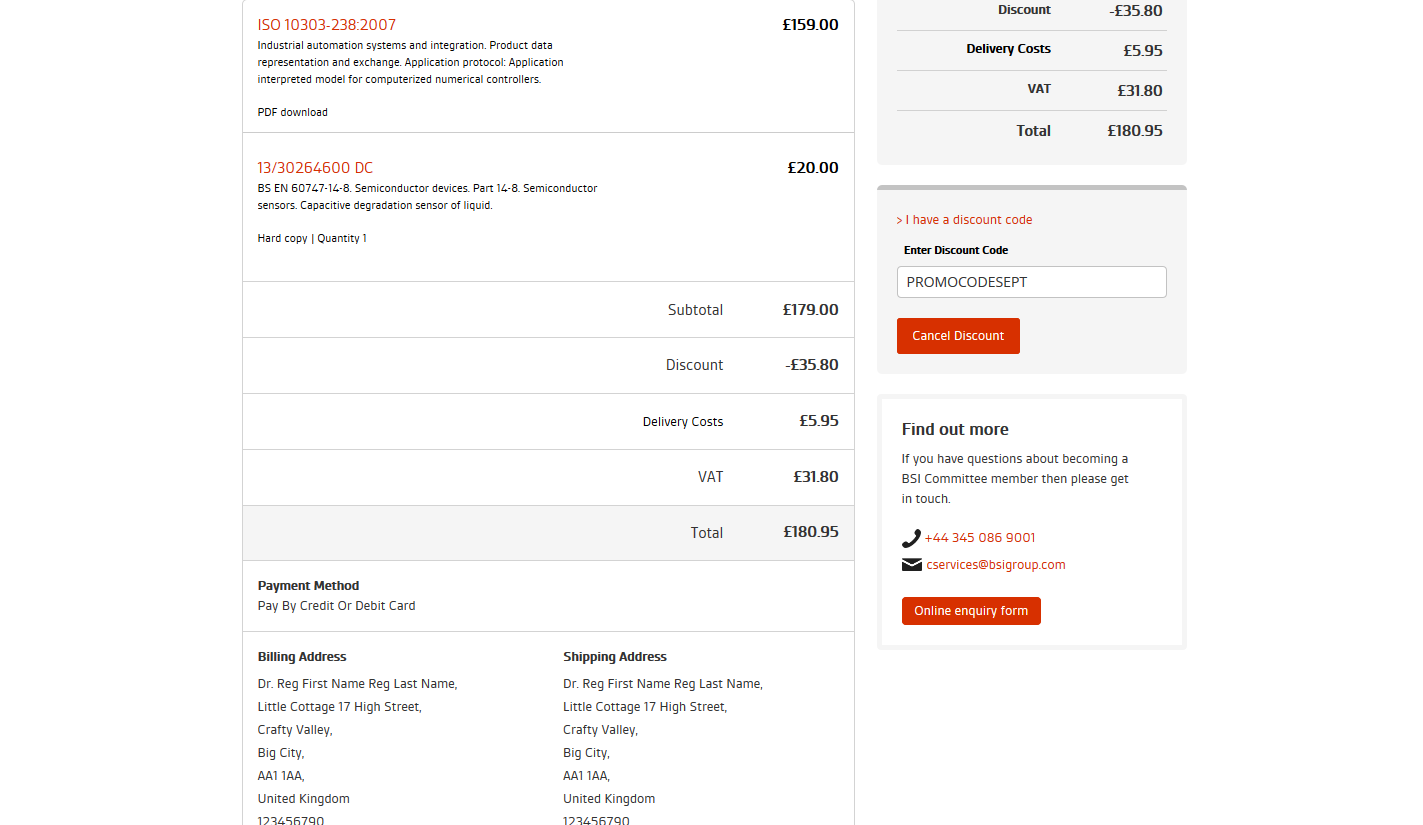 ISO 10303-238:2007 £159.00
Industrial automation systems and integration. Product data
representation and exchange. Application protocol: Application
interpreted model for computerized numerical controllers.
PDF download
13/30264600 DC £20.00
BS EN 60747-14-8. Semiconductor devices. Part 14-8. Semiconductor
sensors. Capacitive degradation sensor of liquid.
Hard copy | Quantity 1
Subtotal £179.00
Discount -£35.80
Delivery Costs £5.95
VAT £31.80
Total £180.95
Payment Method
Pay By Credit Or Debit Card
Billing Address
Dr. Reg First Name Reg Last Name,
Little Cottage 17 High Street,
Crafty Valley,
Big City,
AA1 1AA,
United Kingdom
123456790
Shipping Address
Dr. Reg First Name Reg Last Name,
Little Cottage 17 High Street,
Crafty Valley,
Big City,
AA1 1AA,
United Kingdom
123456790
Discount -£35.80
Delivery Costs £5.95
VAT £31.80
Total £180.95
> I have a discount code
Enter Discount Code
PROMOCODESEPT
Cancel Discount
Find out more
If you have questions about becoming a
BSI Committee member then please get
in touch.
+44 345 086 9001
cservices@bsigroup.com
Online enquiry form